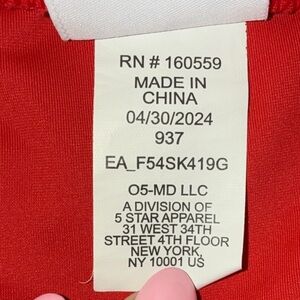 RN # 160559
MADE IN
CHINA
04/30/2024
937
EA_F54SK419G
O5-MD LLC
A DIVISION OF
5 STAR APPAREL
31 WEST 34TH
STREET 4TH FLOOR
NEW YORK,
NY 10001 US